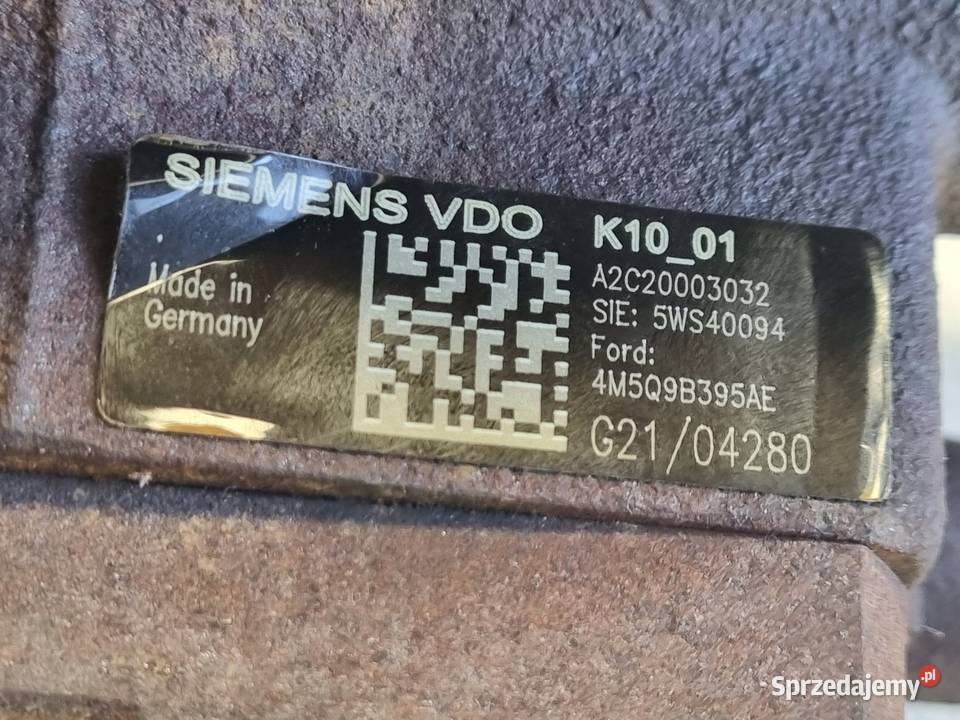 SIEMENS VDO
Made in
Germany
K10_01
A2C20003032
SIE: 5WS40094
Ford:
4M5Q9B395AE
G21/04280
Sprzedajemy.pl